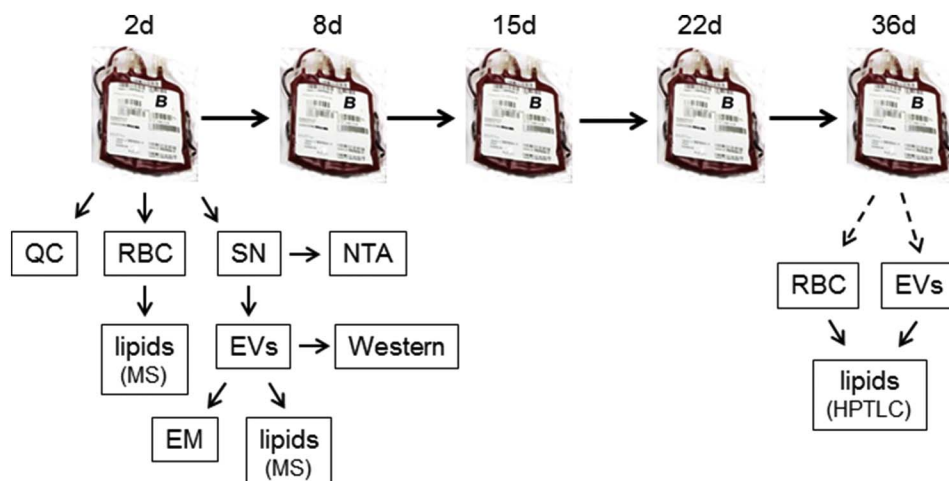 2d 8d 15d 22d 36d
B B B B B
QC RBC SN NTA
RBC EVs
lipids
(MS)
EVs Western
lipids
(HPTLC)
EM lipids
(MS)